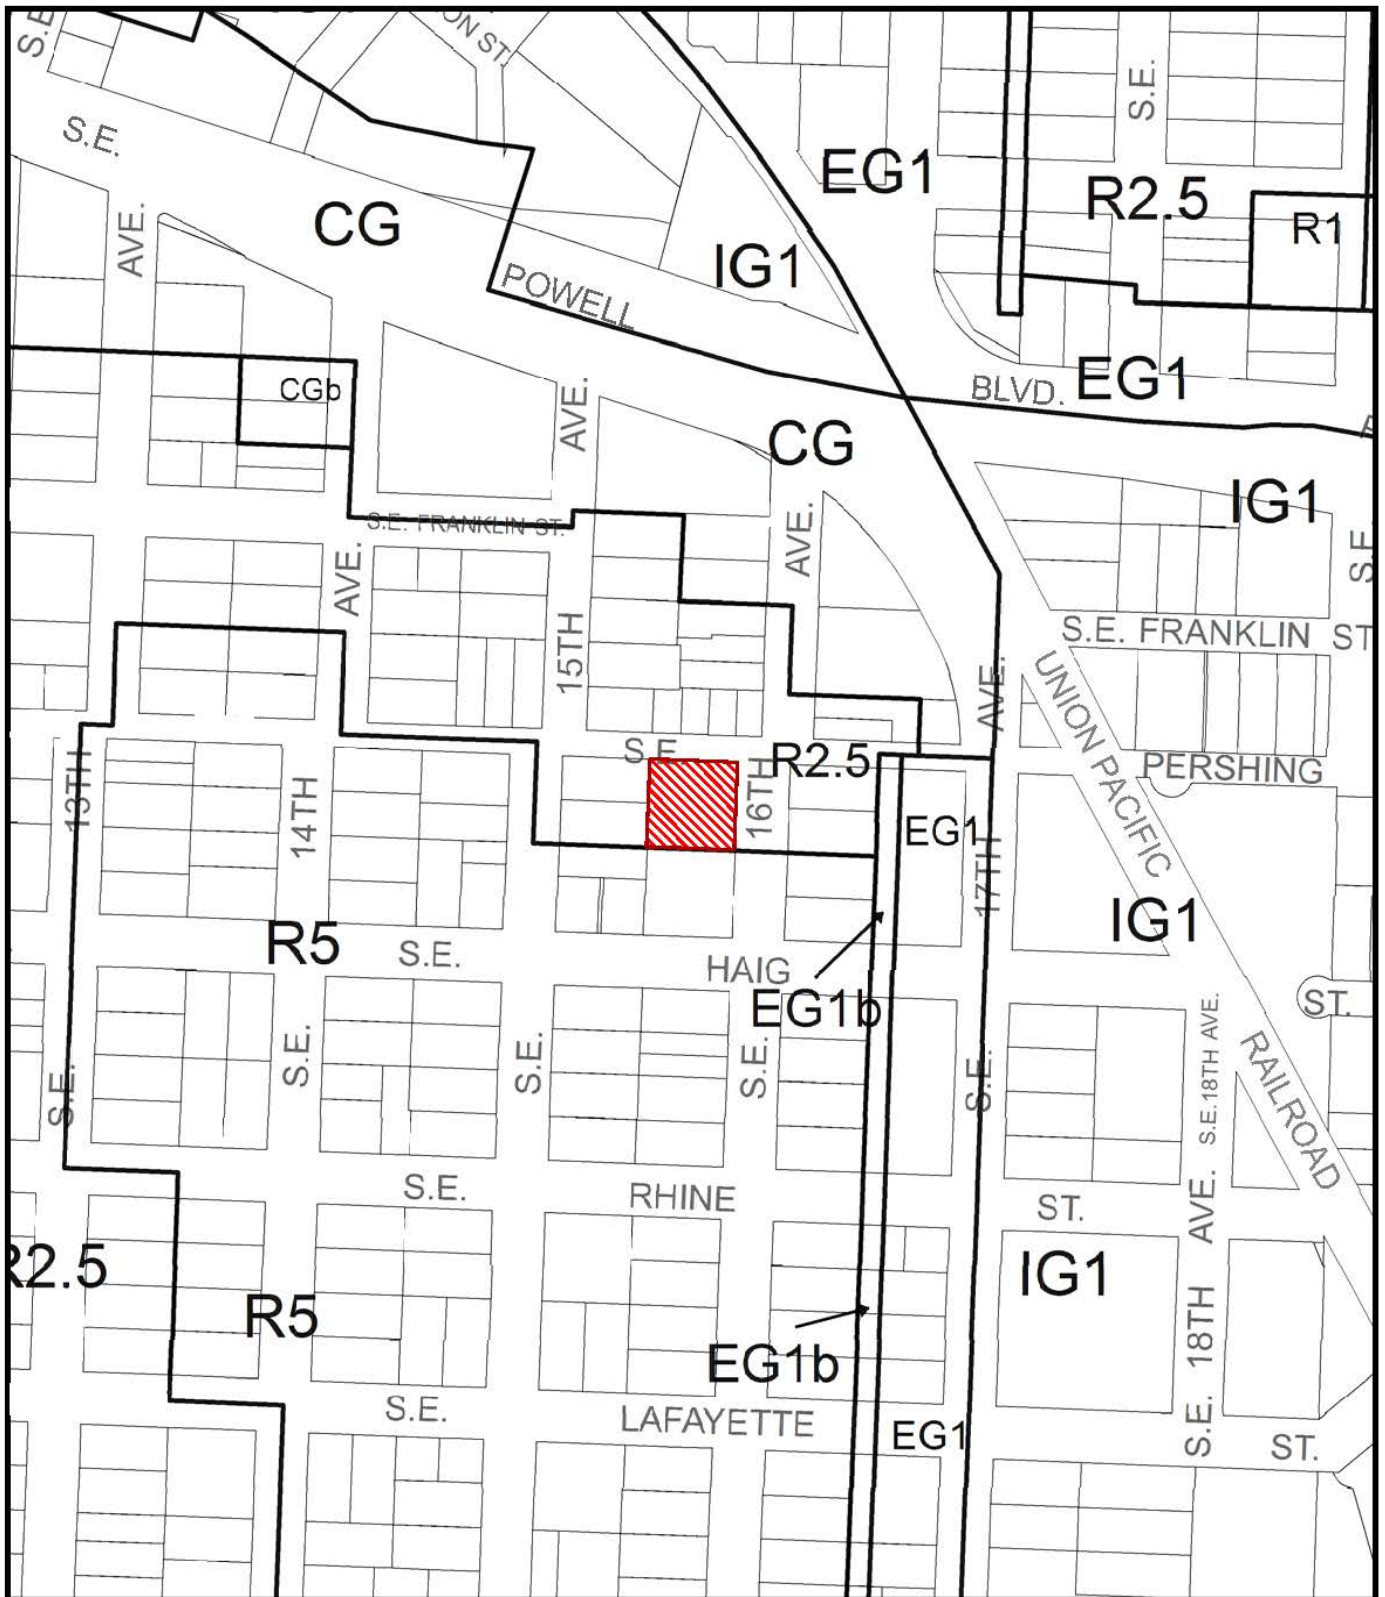 S.E.
ON ST.
S.E.
S.E.
EG1
R2.5
R1
AVE.
CG
IG1
POWELL
BLVD.
EG1
CGb
AVE.
CG
IG1
S.E. FRANKLIN ST.
AVE.
AVE.
S.E.
15TH
S.E. FRANKLIN ST
AVE.
UNION PACIFIC
S.E.
R2.5
PERSHING
13TH
14TH
16TH
EG1
17TH
IG1
R5
S.E.
HAIG
EG1b
ST.
S.E.
S.E.
S.E.
S.E.
S.E.
S.E. 18TH AVE.
RAILROAD
S.E.
RHINE
ST.
AVE.
R2.5
IG1
R5
18TH
EG1b
S.E.
LAFAYETTE
EG1
S.E.
ST.